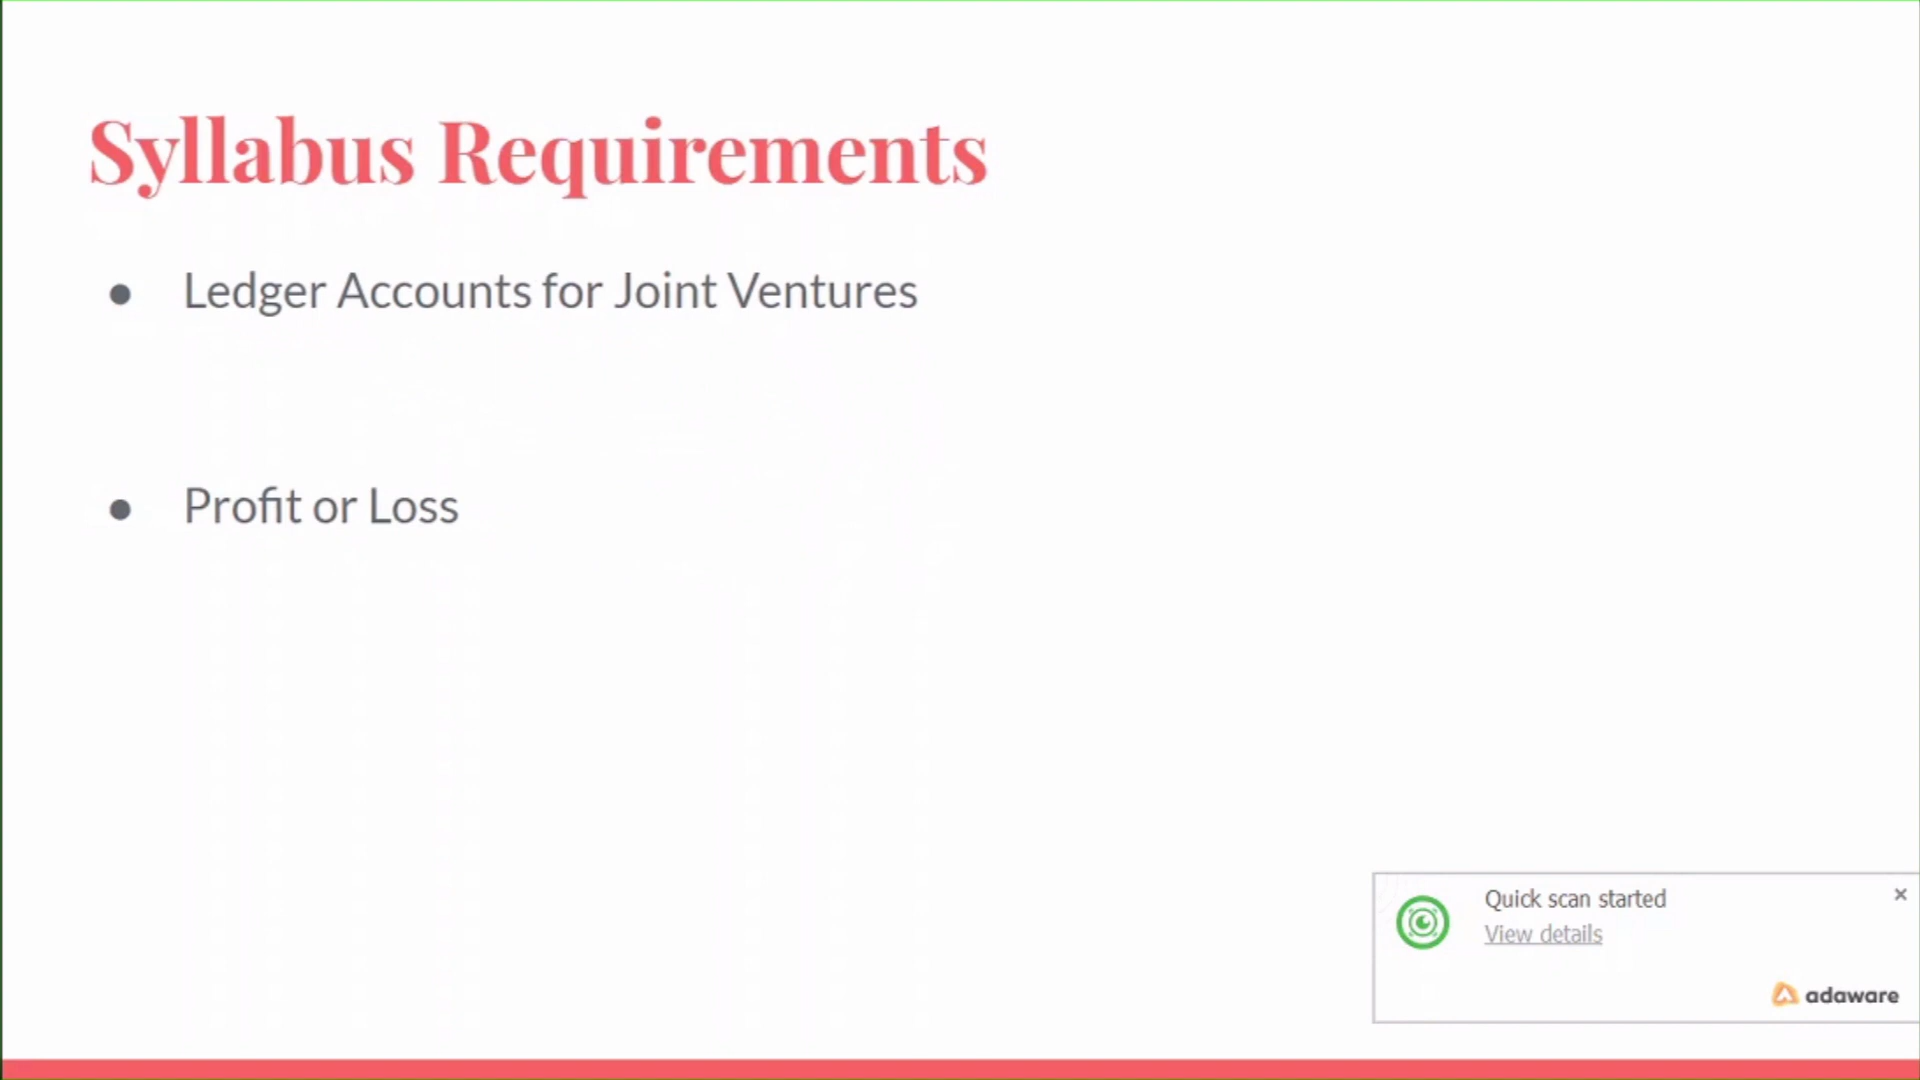 Syllabus Requirements
● Ledger Accounts for Joint Ventures
● Profit or Loss
Quick scan started
View details
adaware